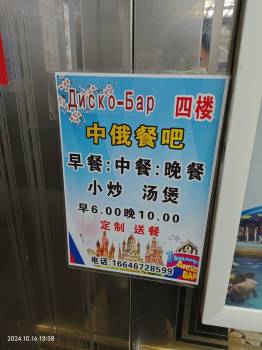 Диско-Бар 四楼
中俄餐吧
早餐:中餐:晚餐
小炒 汤煲
早6.00晚10.00
定制 送餐
Диско
БАР
电话:16646728599
2024.10.16 13:38